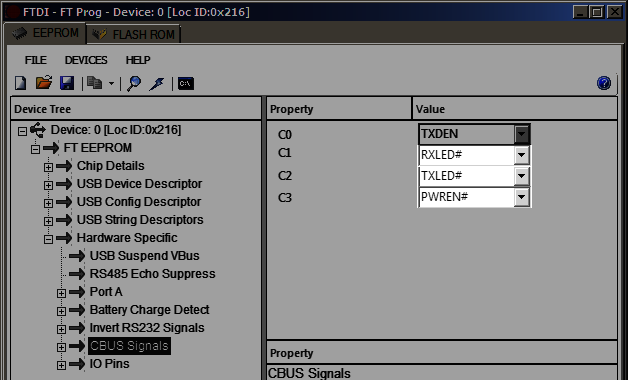 FTDI - FT Prog - Device: 0 [Loc ID:0x216]
EEPROM FLASH ROM
FILE DEVICES HELP
C:\
?
Device Tree
Property Value
Device: 0 [Loc ID:0x216]
FT EEPROM
Chip Details
USB Device Descriptor
USB Config Descriptor
USB String Descriptors
Hardware Specific
USB Suspend VBus
RS485 Echo Suppress
Port A
Battery Charge Detect
Invert RS232 Signals
CBUS Signals
IO Pins
C0 TXDEN
C1 RXLED#
C2 TXLED#
C3 PWREN#
Property
CBUS Signals